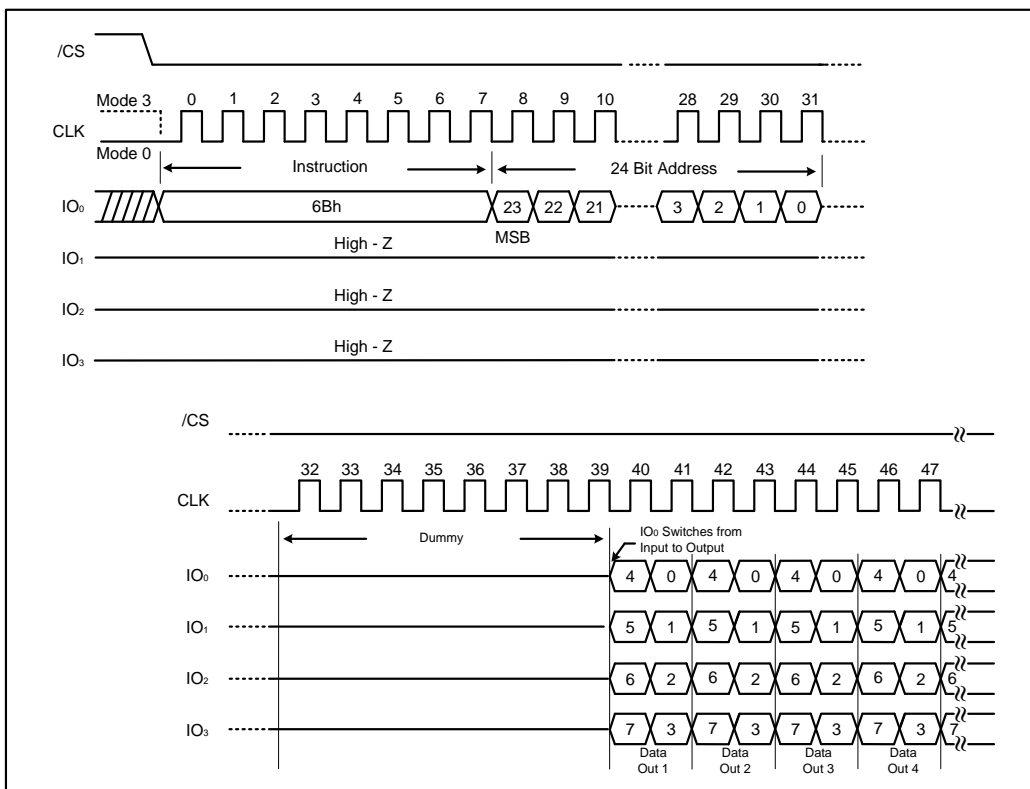 /CS
Mode 3
0 1 2 3 4 5 6 7 8 9 10 28 29 30 31
CLK
Mode 0
Instruction
24 Bit Address
IO0
6Bh
23 22 21 3 2 1 0
MSB
High - Z
IO1
High - Z
IO2
High - Z
IO3
/CS
32 33 34 35 36 37 38 39 40 41 42 43 44 45 46 47
CLK
Dummy
IO0 Switches from
Input to Output
IO0
4 0 4 0 4 0 4 0 4
IO1
5 1 5 1 5 1 5 1 5
IO2
6 2 6 2 6 2 6 2 6
IO3
7 3 7 3 7 3 7 3 7
Data Data Data Data
Out 1 Out 2 Out 3 Out 4